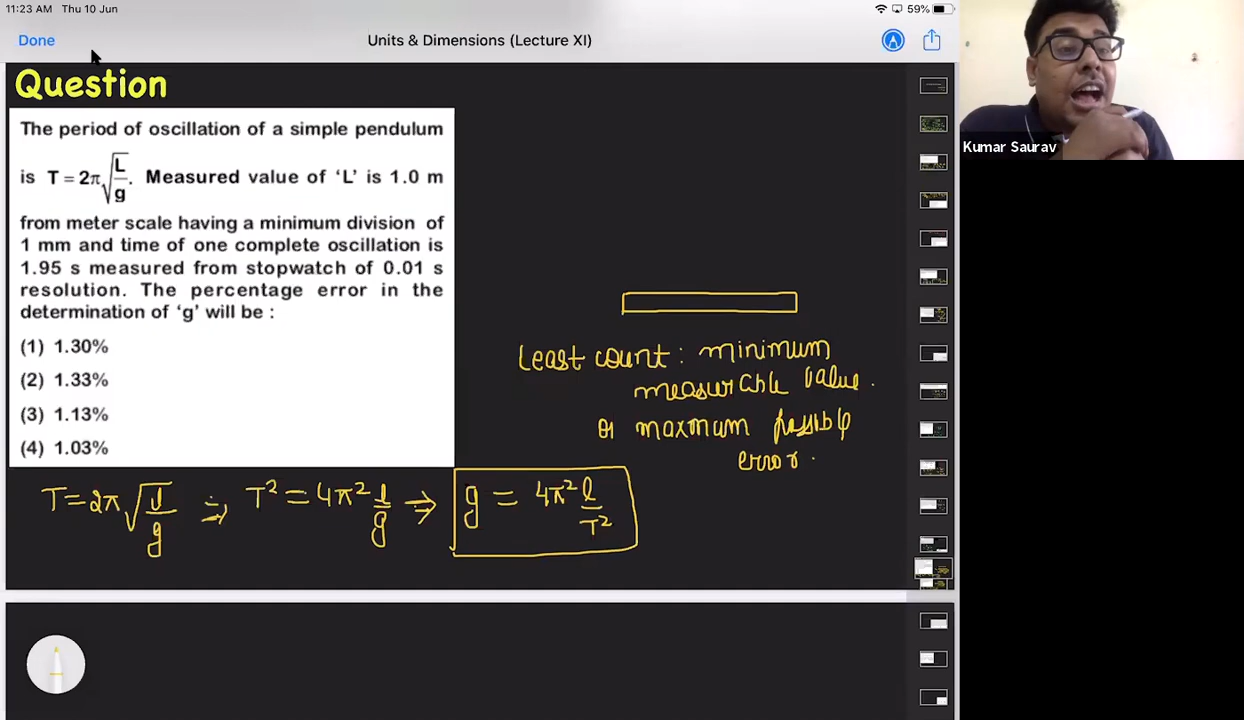 11:23 AM Thu 10 Jun
59%
Done
Units & Dimensions (Lecture XI)
Question
The period of oscillation of a simple pendulum
is T = 2π√(L/g). Measured value of ‘L’ is 1.0 m
from meter scale having a minimum division of
1 mm and time of one complete oscillation is
1.95 s measured from stopwatch of 0.01 s
resolution. The percentage error in the
determination of ‘g’ will be :
(1) 1.30%
(2) 1.33%
(3) 1.13%
(4) 1.03%
Least count : minimum
measurable value.
or maxmum possible
error.
T = 2π√(l/g) ⇒ T² = 4π² l/g ⇒ g = 4π² l/T²
Kumar Saurav